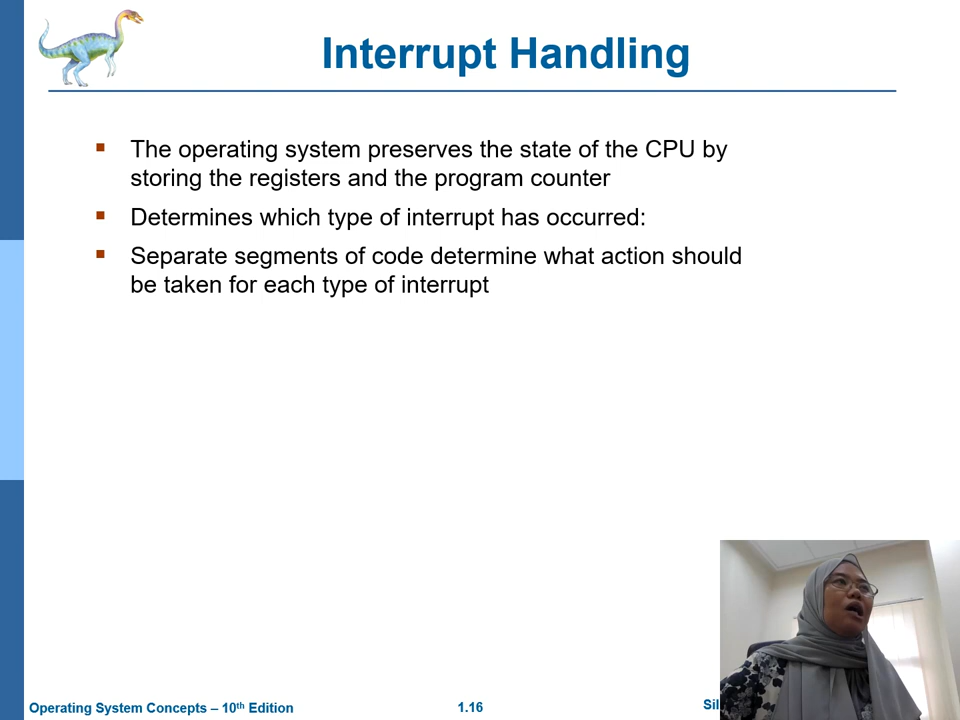 Interrupt Handling
▪ The operating system preserves the state of the CPU by
storing the registers and the program counter
▪ Determines which type of interrupt has occurred:
▪ Separate segments of code determine what action should
be taken for each type of interrupt
Operating System Concepts – 10th Edition
1.16
Sil